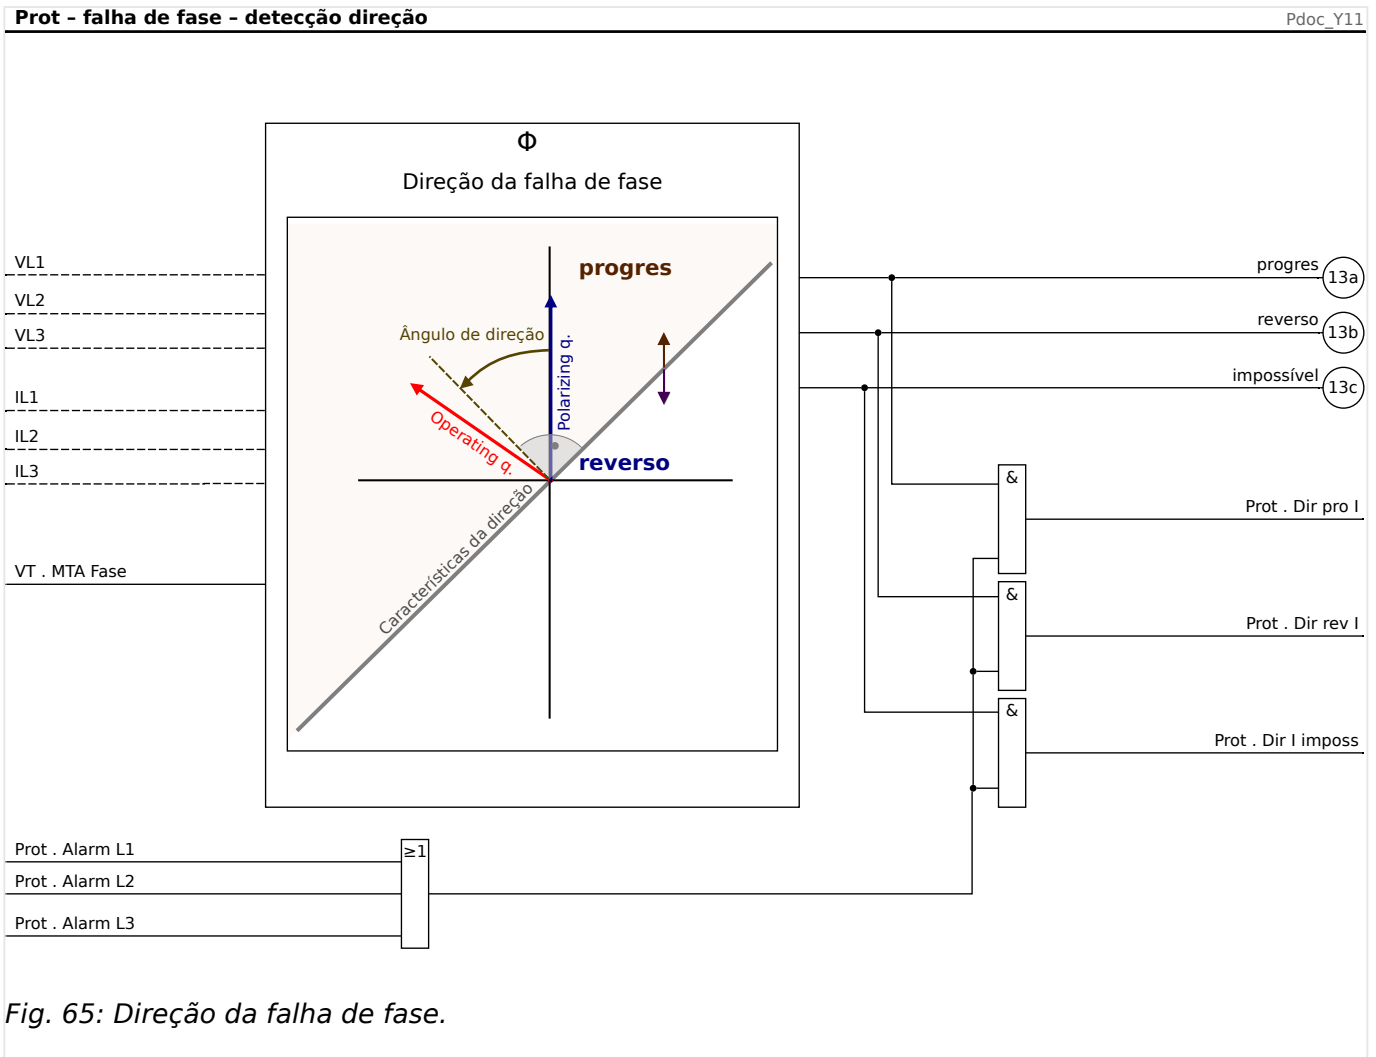 Prot – falha de fase – detecção direção
Pdoc_Y11
Φ
Direção da falha de fase
VL1
VL2
VL3
IL1
IL2
IL3
VT . MTA Fase
progres
Ângulo de direção
Polarizing q.
Operating q.
reverso
Características da direção
progres
13a
reverso
13b
impossível
13c
&
Prot . Dir pro I
&
Prot . Dir rev I
&
Prot . Dir I imposs
Prot . Alarm L1
≥1
Prot . Alarm L2
Prot . Alarm L3
Fig. 65: Direção da falha de fase.